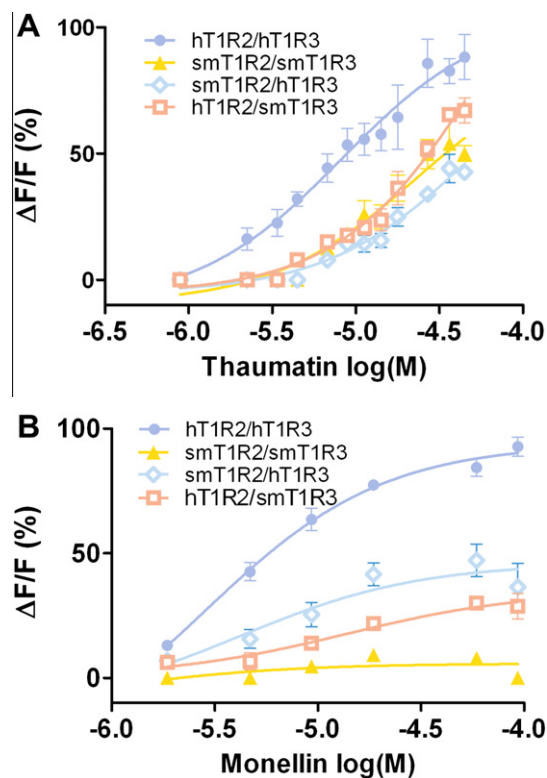 A
100
50
0
ΔF/F (%)
hT1R2/hT1R3
smT1R2/smT1R3
smT1R2/hT1R3
hT1R2/smT1R3
-6.5 -6.0 -5.5 -5.0 -4.5 -4.0
Thaumatin log(M)
B
100
50
0
ΔF/F (%)
hT1R2/hT1R3
smT1R2/smT1R3
smT1R2/hT1R3
hT1R2/smT1R3
-6.0 -5.5 -5.0 -4.5 -4.0
Monellin log(M)